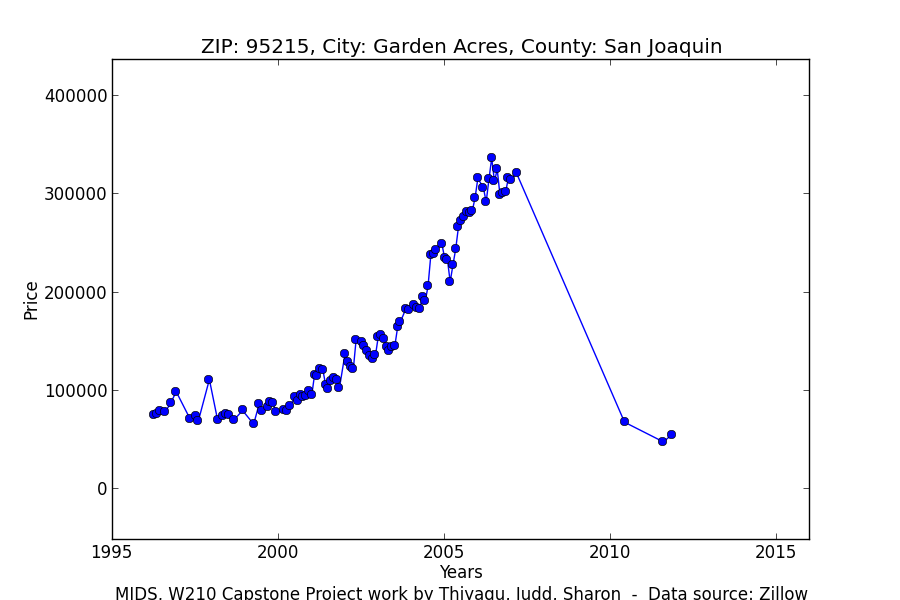 ZIP: 95215, City: Garden Acres, County: San Joaquin
400000
300000
200000
100000
0
Price
1995 2000 2005 2010 2015
Years
MIDS, W210 Capstone Project work by Thiyagu, Judd, Sharon - Data source: Zillow